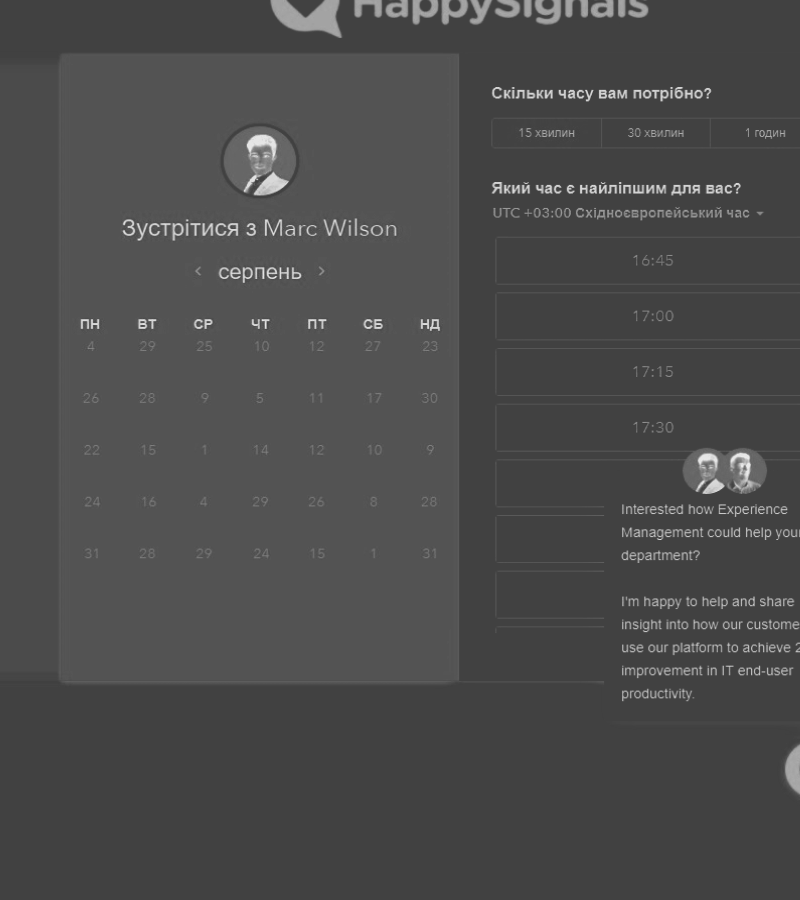 HappySignals
Зустрітися з Marc Wilson
серпень
ПН ВТ СР ЧТ ПТ СБ НД
4 29 25 10 12 27 23
26 28 9 5 11 17 30
22 15 1 14 12 10 9
24 16 4 29 26 8 28
31 28 29 24 15 1 31
Скільки часу вам потрібно?
15 хвилин 30 хвилин 1 годин
Який час є найліпшим для вас?
UTC +03:00 Східноєвропейський час
16:45
17:00
17:15
17:30
Interested how Experience
Management could help your
department?
I'm happy to help and share
insight into how our custome
use our platform to achieve 2
improvement in IT end-user
productivity.